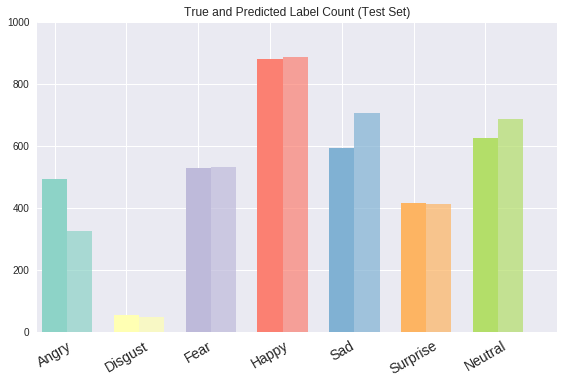 True and Predicted Label Count (Test Set)
1000
800
600
400
200
0
Angry
Disgust
Fear
Happy
Sad
Surprise
Neutral